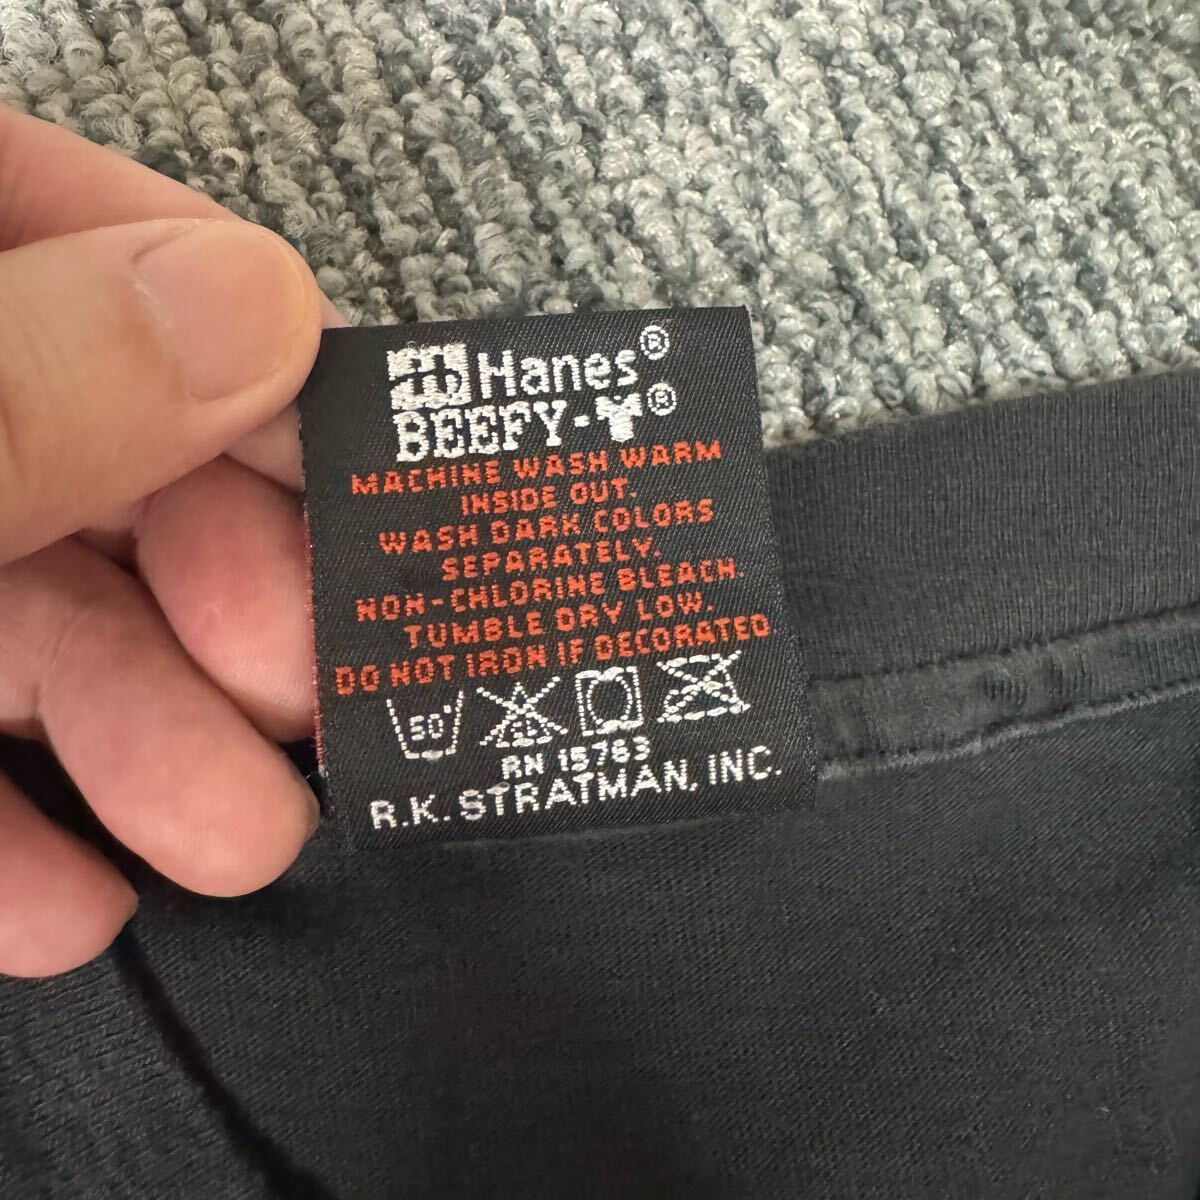 Hanes®
BEEFY-T®
MACHINE WASH WARM
INSIDE OUT.
WASH DARK COLORS
SEPARATELY.
NON-CHLORINE BLEACH.
TUMBLE DRY LOW.
DO NOT IRON IF DECORATED
50°
RN 15763
R.K. STRATMAN, INC.